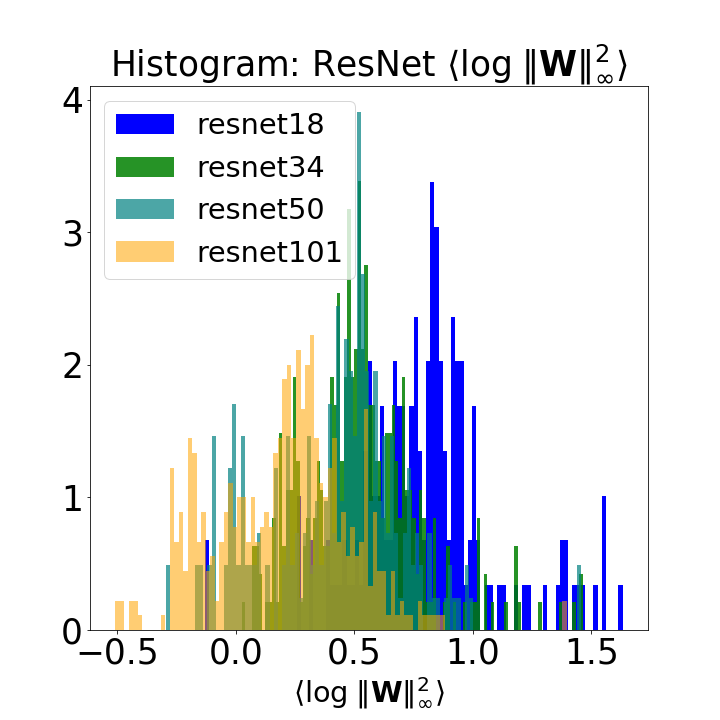 Histogram: ResNet ⟨log ‖W‖²∞⟩
4
3
2
1
0
resnet18
resnet34
resnet50
resnet101
−0.5 0.0 0.5 1.0 1.5
⟨log ‖W‖²∞⟩